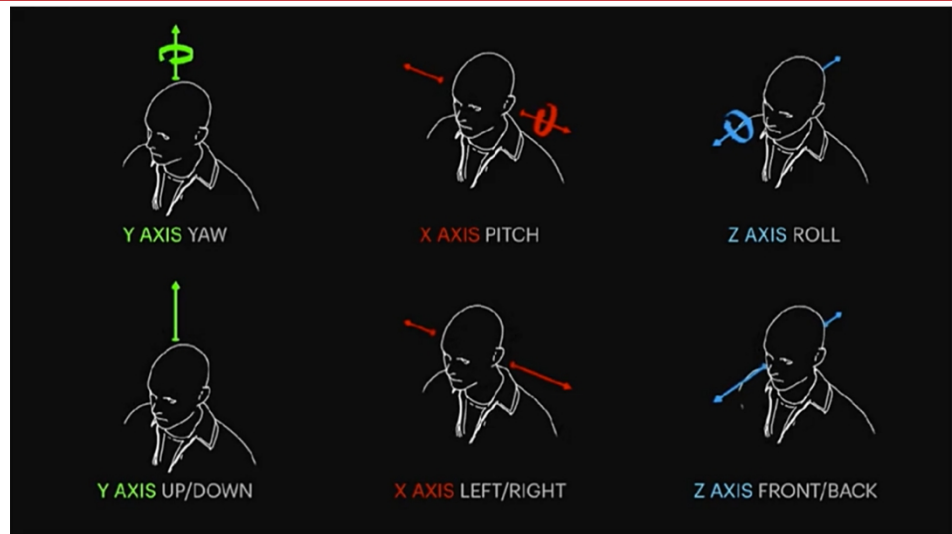 Y AXIS YAW
X AXIS PITCH
Z AXIS ROLL
Y AXIS UP/DOWN
X AXIS LEFT/RIGHT
Z AXIS FRONT/BACK